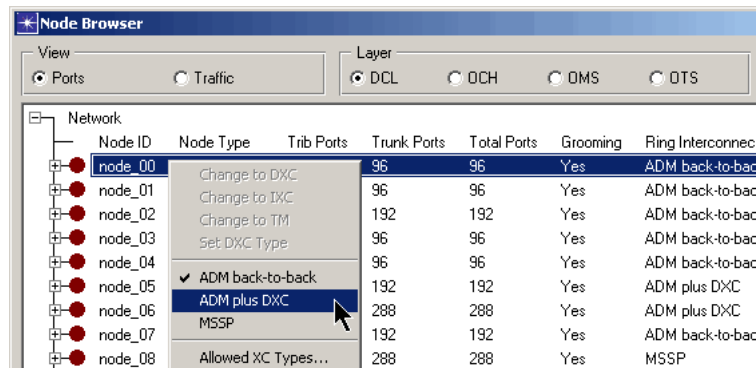 Node Browser
View
Layer
Ports Traffic DCL OCH OMS OTS
Network
Node ID Node Type Trib Ports Trunk Ports Total Ports Grooming Ring Interconnec
node_00 96 96 Yes ADM back-to-bac
Change to DXC
node_01 96 96 Yes ADM back-to-bac
Change to IXC
node_02 192 192 Yes ADM back-to-bac
Change to TM
node_03 96 96 Yes ADM back-to-bac
Set DXC Type
node_04 96 96 Yes ADM back-to-bac
ADM back-to-back
node_05 192 192 Yes ADM plus DXC
ADM plus DXC
node_06 288 288 Yes ADM plus DXC
MSSP
node_07 192 192 Yes ADM back-to-bac
node_08 Allowed XC Types... 288 288 Yes MSSP